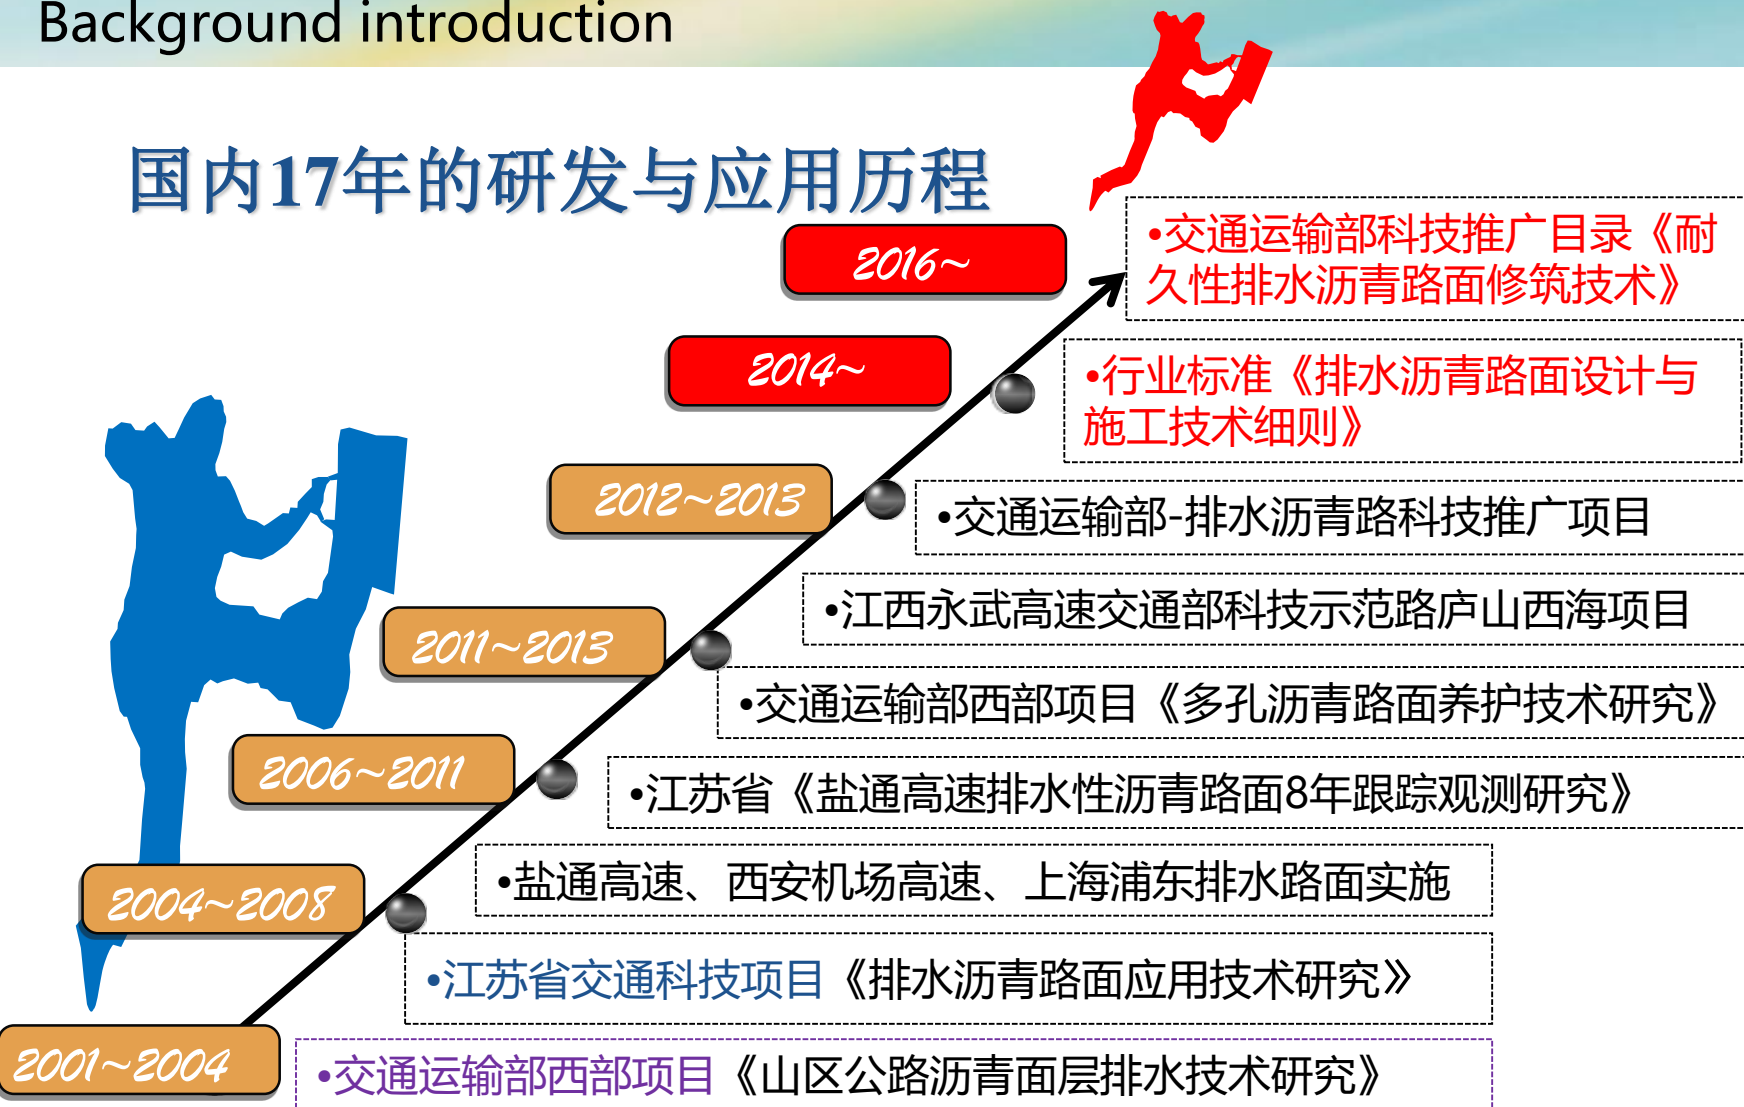 Background introduction
国内17年的研发与应用历程
2016~
•交通运输部科技推广目录《耐
久性排水沥青路面修筑技术》
2014~
•行业标准《排水沥青路面设计与
施工技术细则》
2012~2013
•交通运输部-排水沥青路科技推广项目
•江西永武高速交通部科技示范路庐山西海项目
2011~2013
•交通运输部西部项目《多孔沥青路面养护技术研究》
2006~2011
•江苏省《盐通高速排水性沥青路面8年跟踪观测研究》
•盐通高速、西安机场高速、上海浦东排水路面实施
2004~2008
•江苏省交通科技项目《排水沥青路面应用技术研究》
2001~2004
•交通运输部西部项目《山区公路沥青面层排水技术研究》